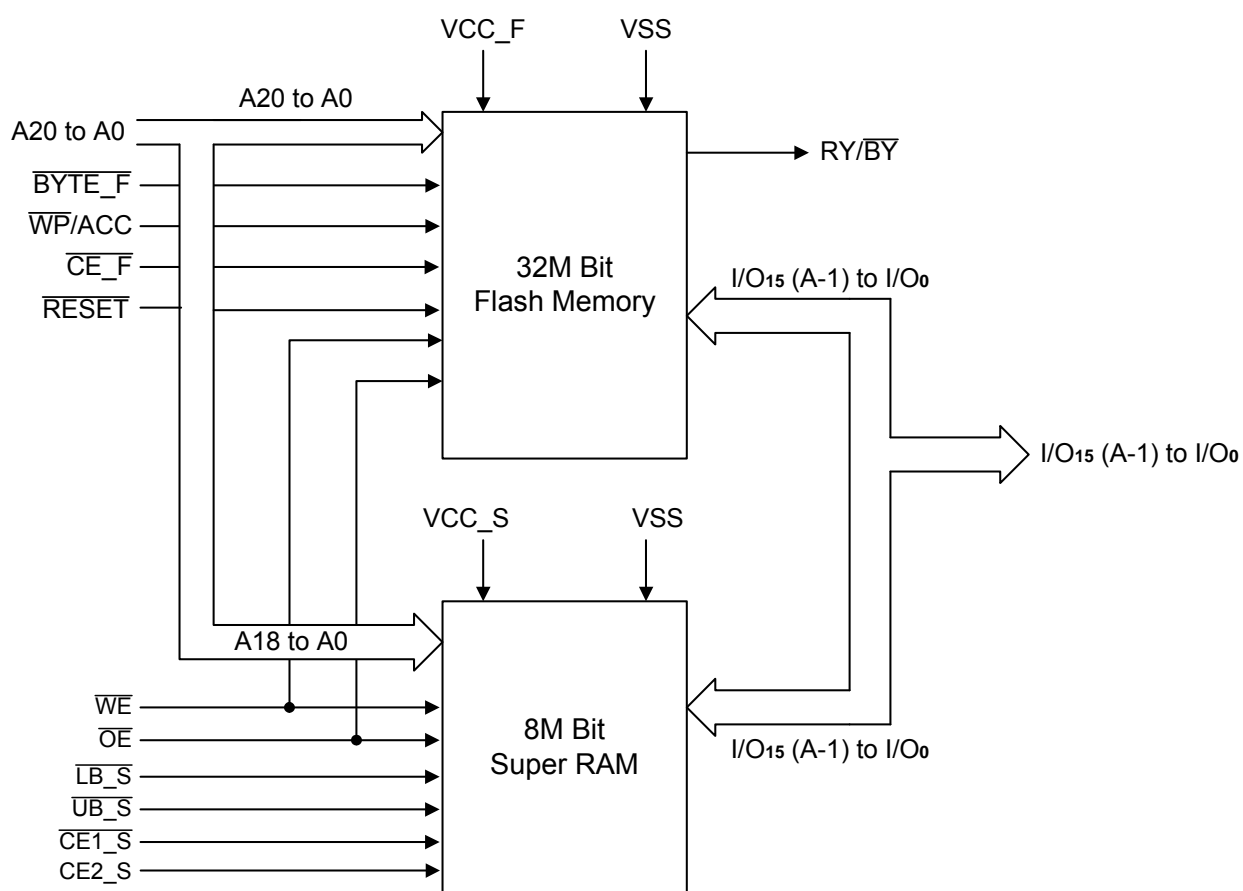 VCC_F
VSS
A20 to A0
A20 to A0
BYTE_F
WP/ACC
CE_F
RESET
RY/BY
32M Bit
Flash Memory
I/O15 (A-1) to I/O0
I/O15 (A-1) to I/O0
VCC_S
VSS
A18 to A0
WE
OE
LB_S
UB_S
CE1_S
CE2_S
8M Bit
Super RAM
I/O15 (A-1) to I/O0